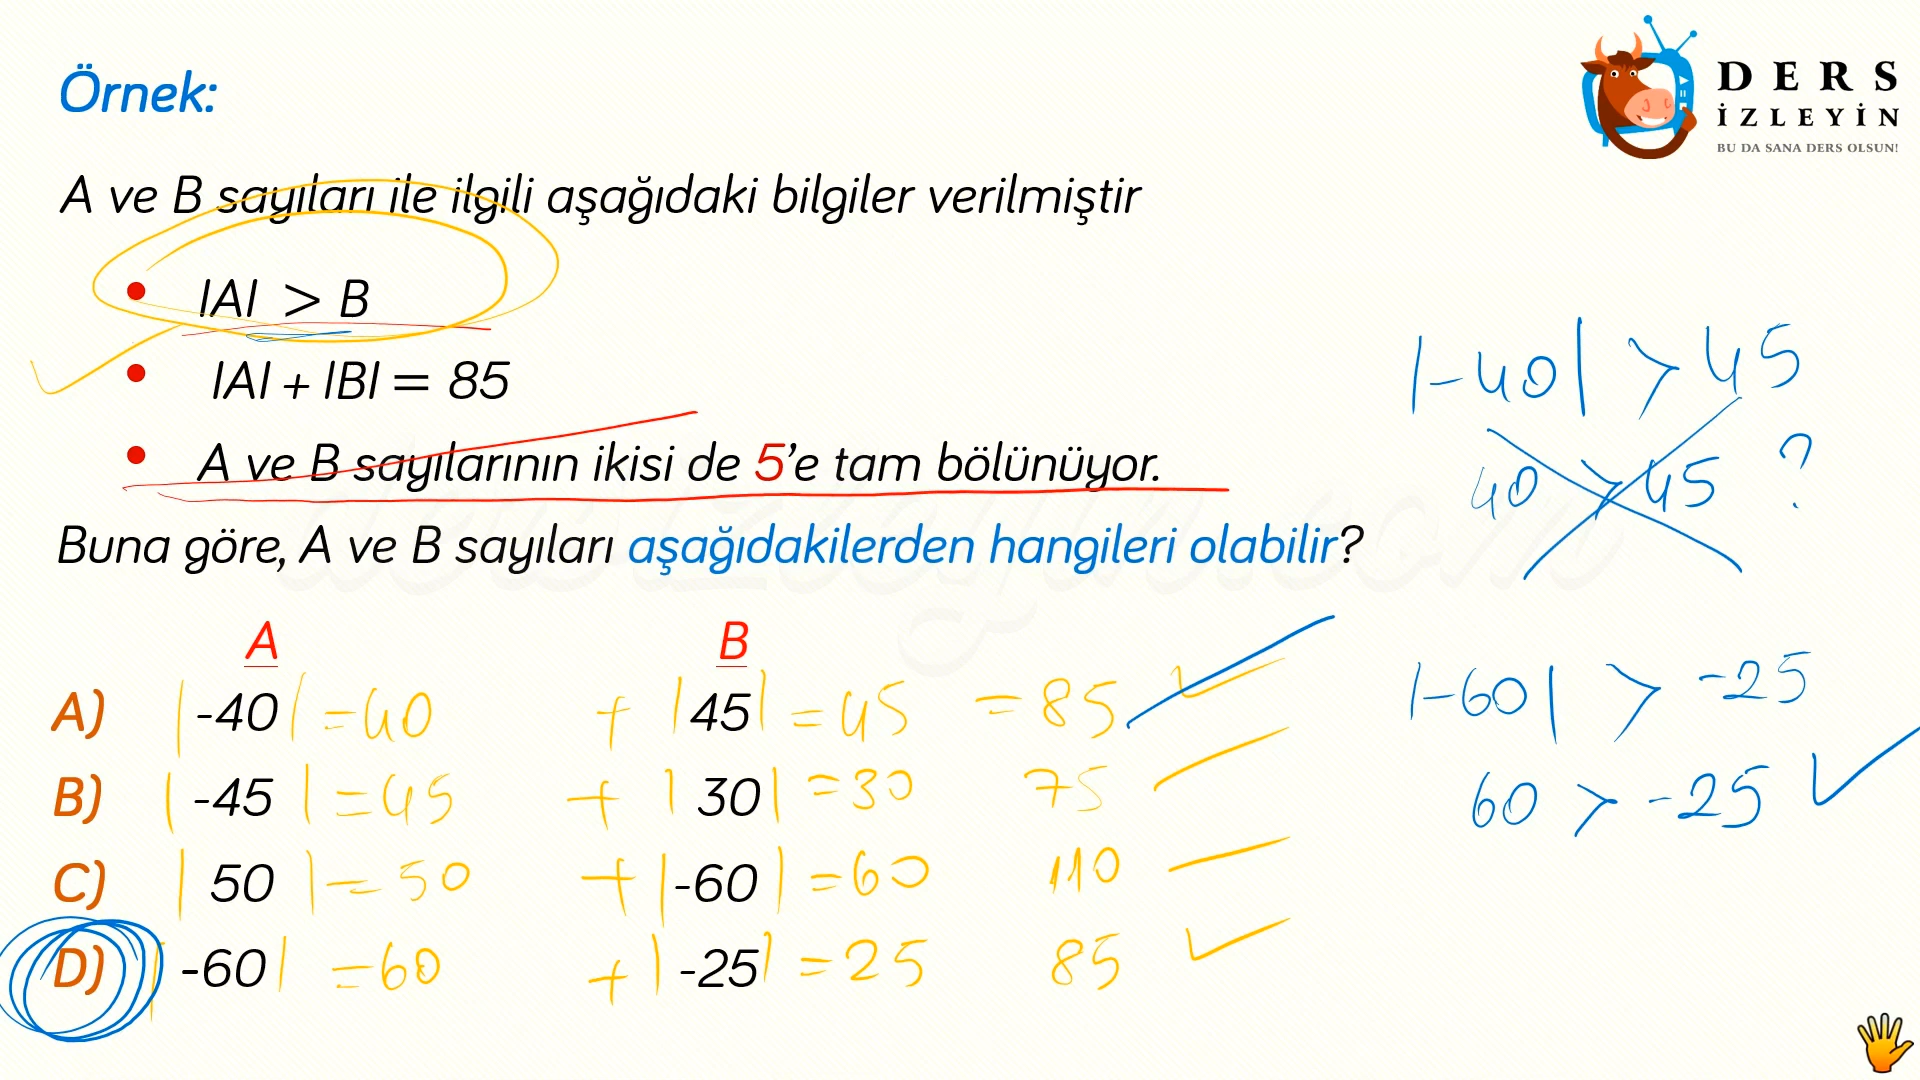 DERS
İZLEYİN
BU DA SANA DERS OLSUN!
Örnek:
A ve B sayıları ile ilgili aşağıdaki bilgiler verilmiştir
• |A| > B
• |A| + |B| = 85
• A ve B sayılarının ikisi de 5'e tam bölünüyor.
Buna göre, A ve B sayıları aşağıdakilerden hangileri olabilir?
A B
A) |-40| = 40 + |45| = 45 = 85
B) |-45| = 45 + |30| = 30 75
C) |50| = 50 + |-60| = 60 110
D) |-60| = 60 + |-25| = 25 85
|-40| > 45
40 > 45 ?
|-60| > -25
60 > -25
dersizleyin.com